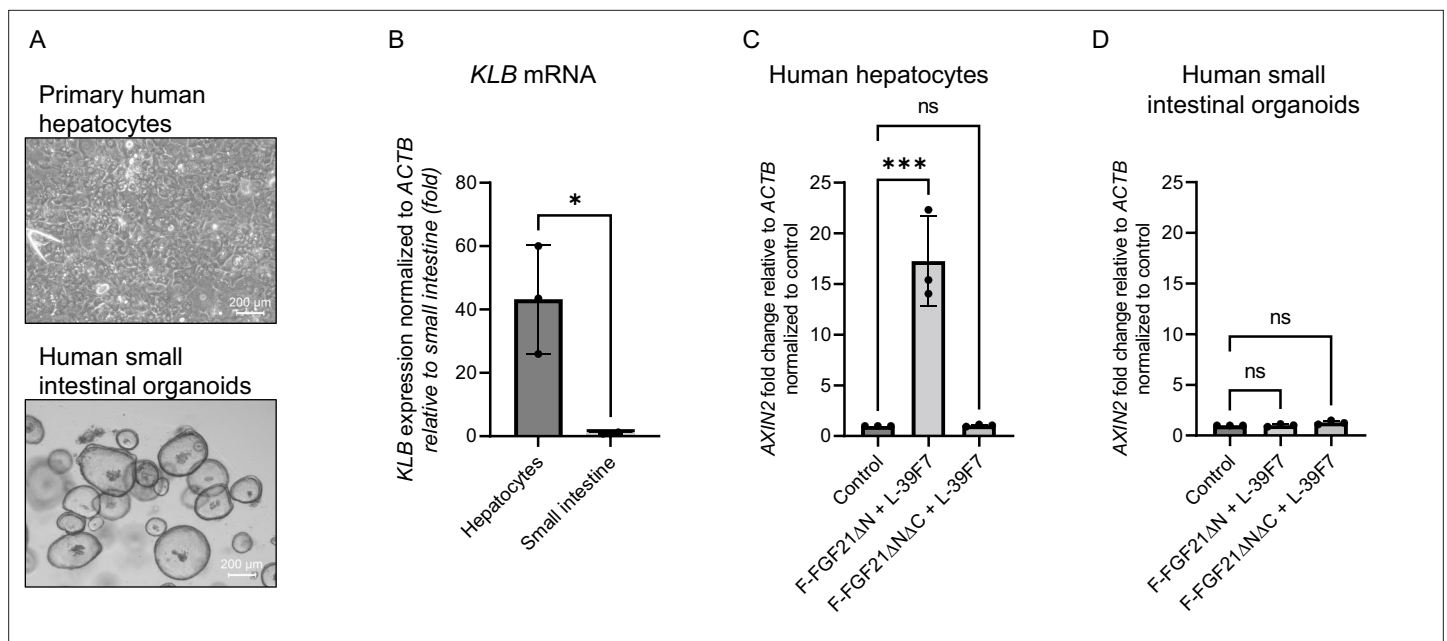 A
Primary human
hepatocytes
200 µm
Human small
intestinal organoids
200 µm
B
KLB mRNA
KLB expression normalized to ACTB
relative to small intestine (fold)
80
60
40
20
0
*
Hepatocytes
Small intestine
C
Human hepatocytes
AXIN2 fold change relative to ACTB
normalized to control
25
20
15
10
5
0
ns
***
Control
F-FGF21ΔN + L-39F7
F-FGF21ΔNΔC + L-39F7
D
Human small
intestinal organoids
AXIN2 fold change relative to ACTB
normalized to control
25
20
15
10
5
0
ns
ns
Control
F-FGF21ΔN + L-39F7
F-FGF21ΔNΔC + L-39F7